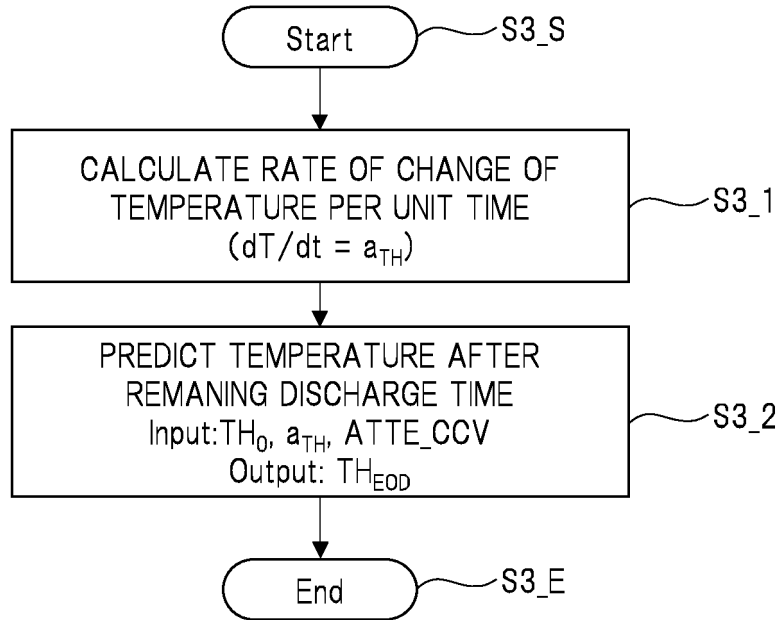 Start
S3_S
CALCULATE RATE OF CHANGE OF
TEMPERATURE PER UNIT TIME
(dT/dt = aTH)
S3_1
PREDICT TEMPERATURE AFTER
REMANING DISCHARGE TIME
Input:TH0, aTH, ATTE_CCV
Output: THEOD
S3_2
End
S3_E